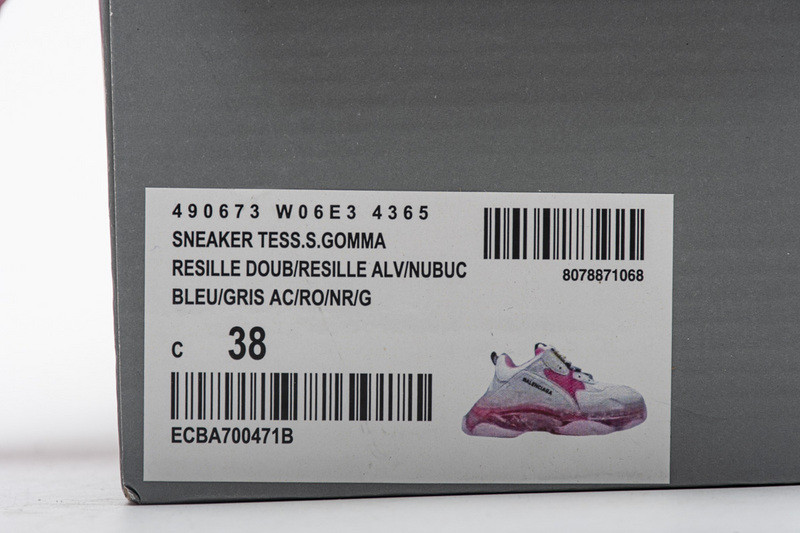 490673 W06E3 4365
SNEAKER TESS.S.GOMMA
RESILLE DOUB/RESILLE ALV/NUBUC
BLEU/GRIS AC/RO/NR/G
8078871068
C 38
BALENCIAGA
ECBA700471B